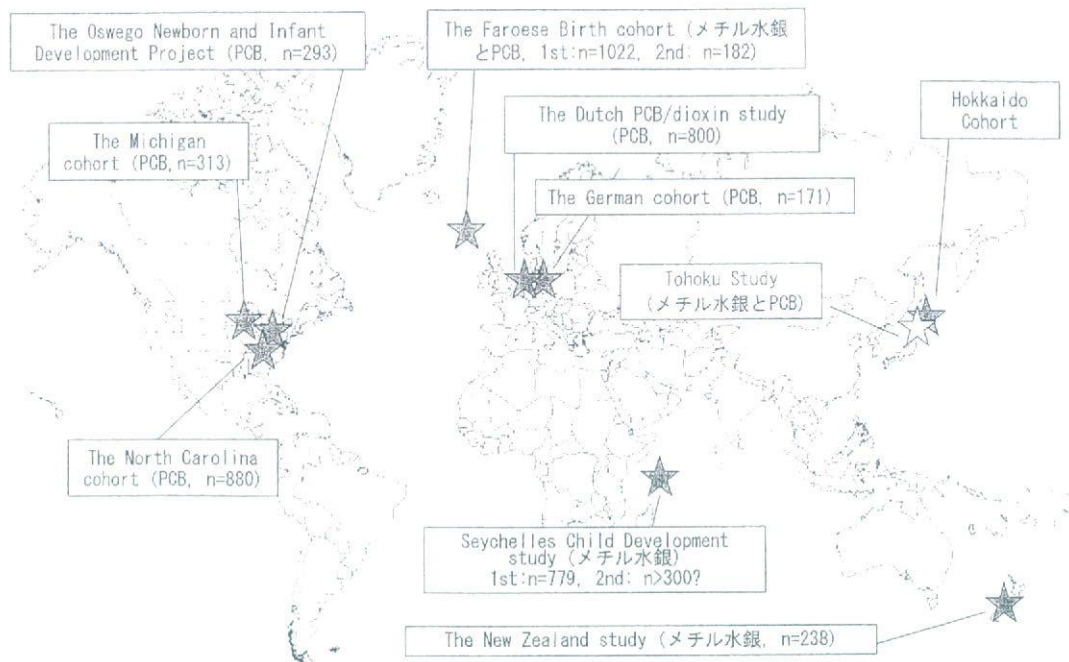 The Oswego Newborn and Infant
Development Project (PCB, n=293)
The Faroese Birth cohort (メチル水銀
とPCB, 1st:n=1022, 2nd: n=182)
The Dutch PCB/dioxin study
(PCB, n=800)
Hokkaido
Cohort
The Michigan
cohort (PCB,n=313)
The German cohort (PCB, n=171)
Tohoku Study
(メチル水銀とPCB)
The North Carolina
cohort (PCB, n=880)
Seychelles Child Development
study (メチル水銀)
1st:n=779, 2nd: n>300?
The New Zealand study (メチル水銀, n=238)